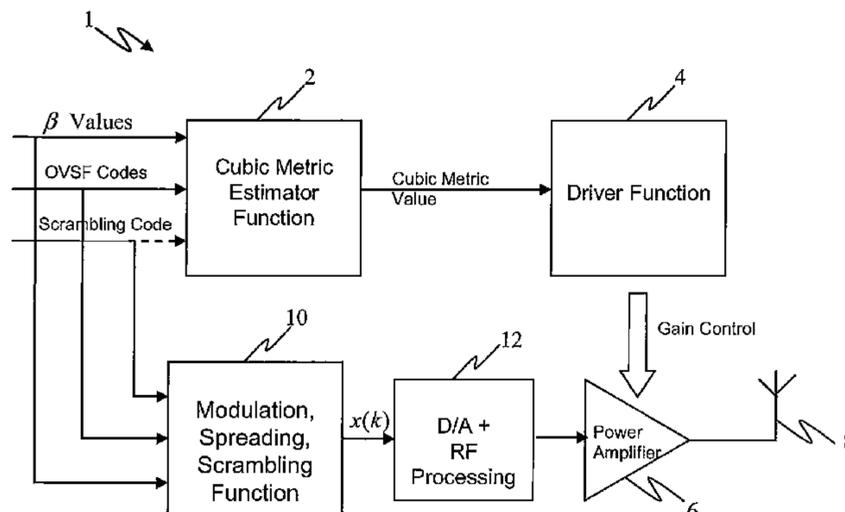 1
2
4
β Values
OVSF Codes
Scrambling Code
Cubic Metric
Estimator
Function
Cubic Metric
Value
Driver Function
10
12
Gain Control
Modulation,
Spreading,
Scrambling
Function
x(k)
D/A +
RF
Processing
Power
Amplifier
6